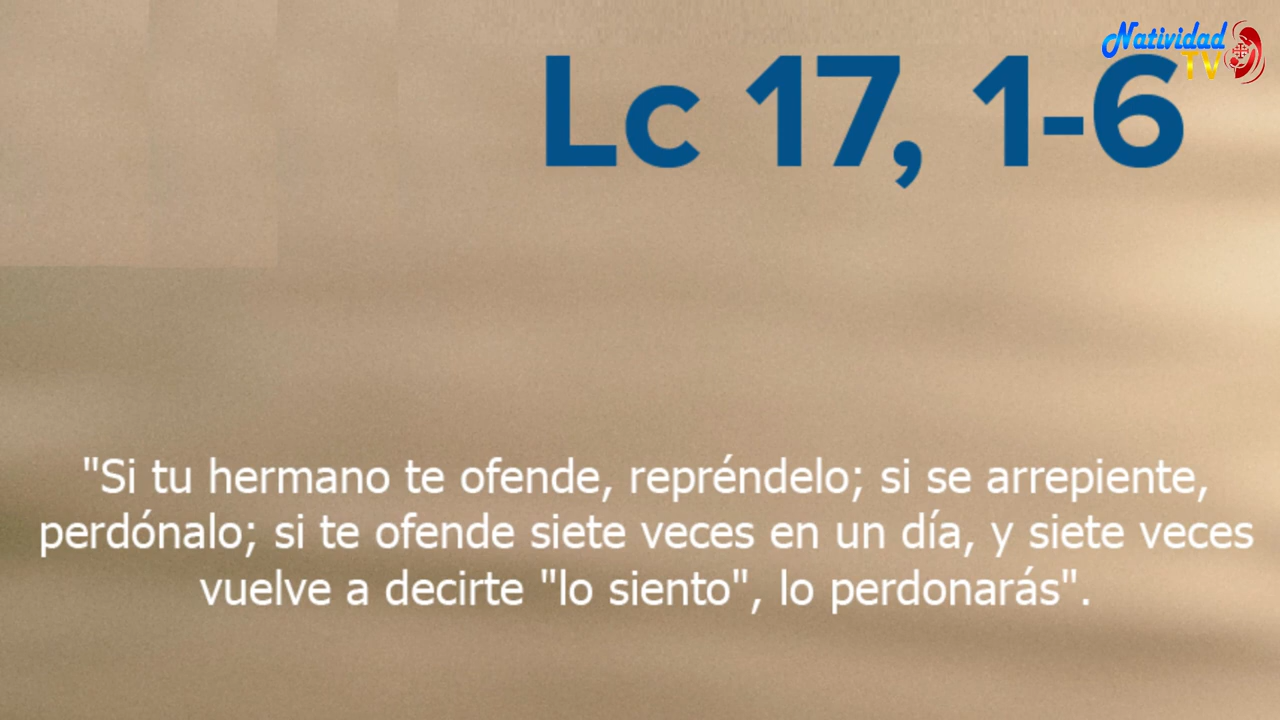 Natividad
TV
Lc 17, 1-6
"Si tu hermano te ofende, repréndelo; si se arrepiente,
perdónalo; si te ofende siete veces en un día, y siete veces
vuelve a decirte "lo siento", lo perdonarás".